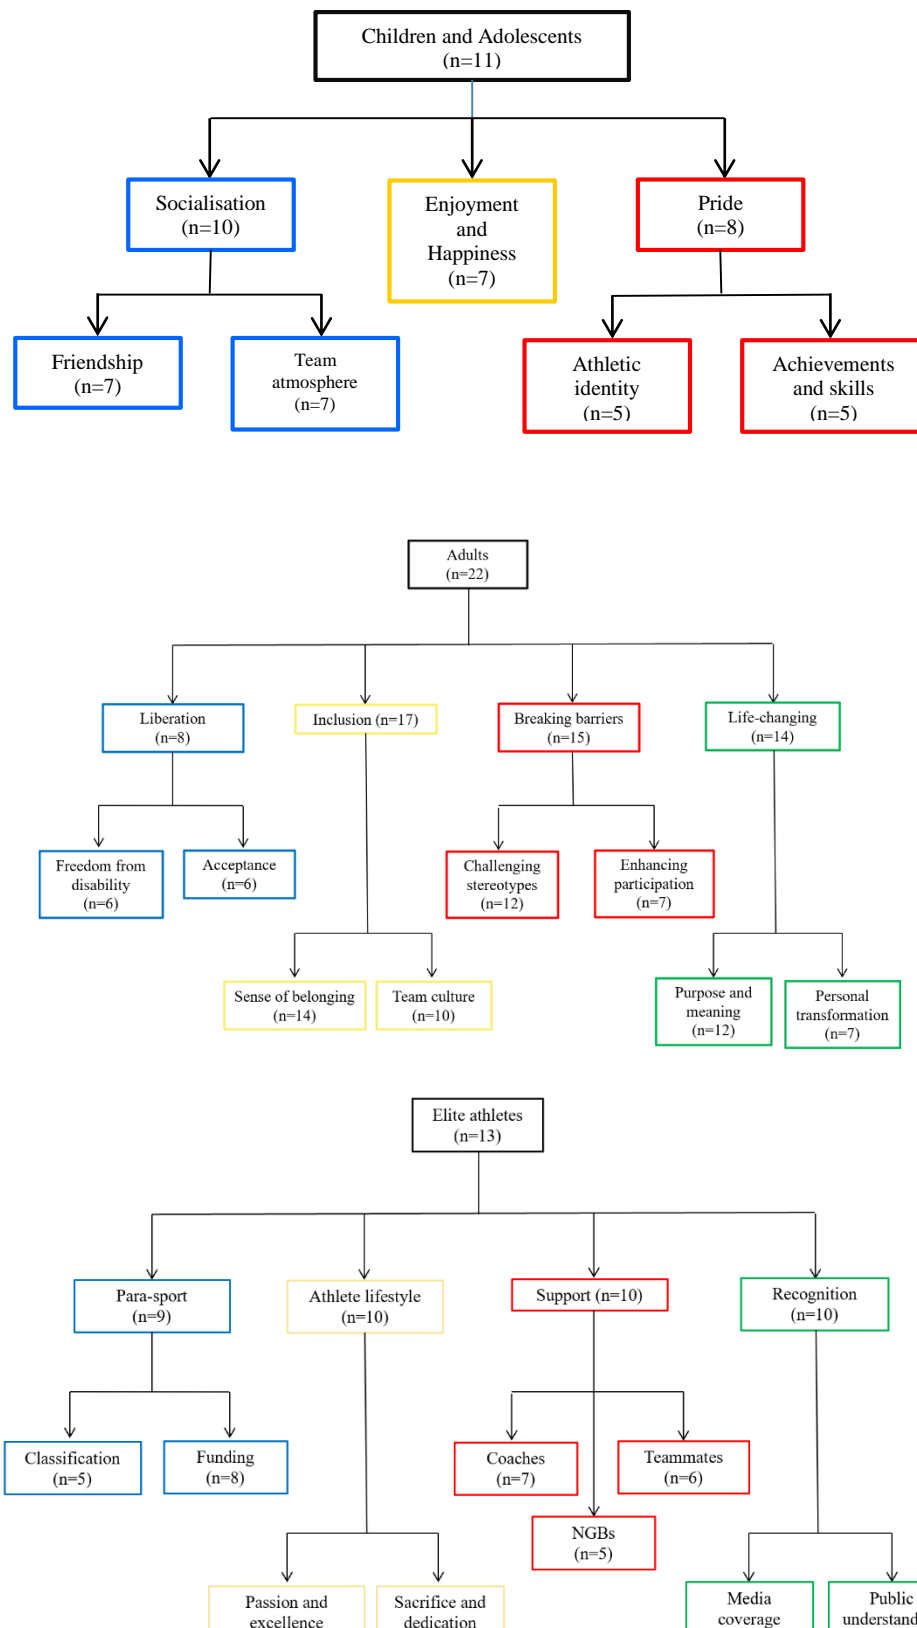 Children and Adolescents
(n=11)
Socialisation
(n=10)
Enjoyment
and
Happiness
(n=7)
Pride
(n=8)
Friendship
(n=7)
Team
atmosphere
(n=7)
Athletic
identity
(n=5)
Achievements
and skills
(n=5)
Adults
(n=22)
Liberation
(n=8)
Inclusion (n=17)
Breaking barriers
(n=15)
Life-changing
(n=14)
Freedom from
disability
(n=6)
Acceptance
(n=6)
Challenging
stereotypes
(n=12)
Enhancing
participation
(n=7)
Sense of belonging
(n=14)
Team culture
(n=10)
Purpose and
meaning
(n=12)
Personal
transformation
(n=7)
Elite athletes
(n=13)
Para-sport
(n=9)
Athlete lifestyle
(n=10)
Support (n=10)
Recognition
(n=10)
Classification
(n=5)
Funding
(n=8)
Coaches
(n=7)
Teammates
(n=6)
NGBs
(n=5)
Passion and
excellence
Sacrifice and
dedication
Media
coverage
Public